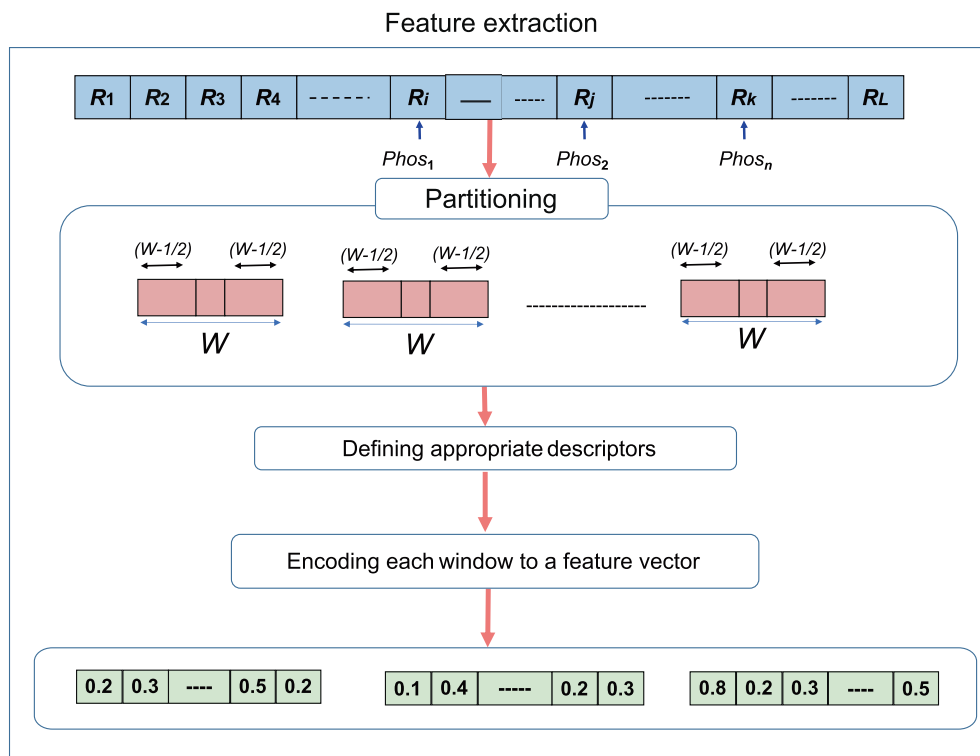 Feature extraction
R1 R2 R3 R4 ------- Ri — ----- Rj ------- Rk ------- RL
Phos1 Phos2 Phosn
Partitioning
(W-1/2) (W-1/2) (W-1/2) (W-1/2) (W-1/2) (W-1/2)
W W W
Defining appropriate descriptors
Encoding each window to a feature vector
0.2 0.3 ---- 0.5 0.2 0.1 0.4 ----- 0.2 0.3 0.8 0.2 0.3 ---- 0.5